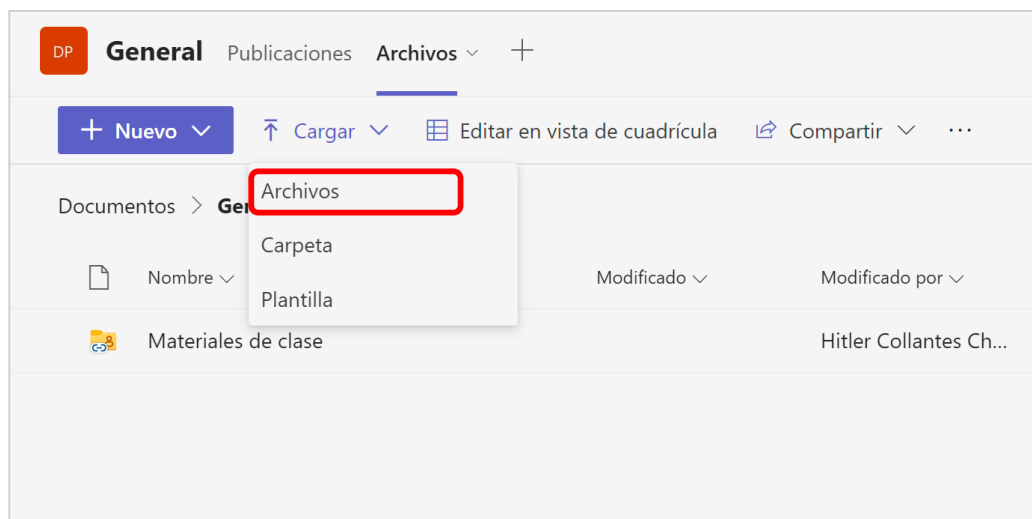 DP General Publicaciones Archivos
Nuevo Cargar Editar en vista de cuadrícula Compartir ...
Archivos
Documentos > Ge
Carpeta
Nombre Modificado Modificado por
Plantilla
Materiales de clase Hitler Collantes Ch...